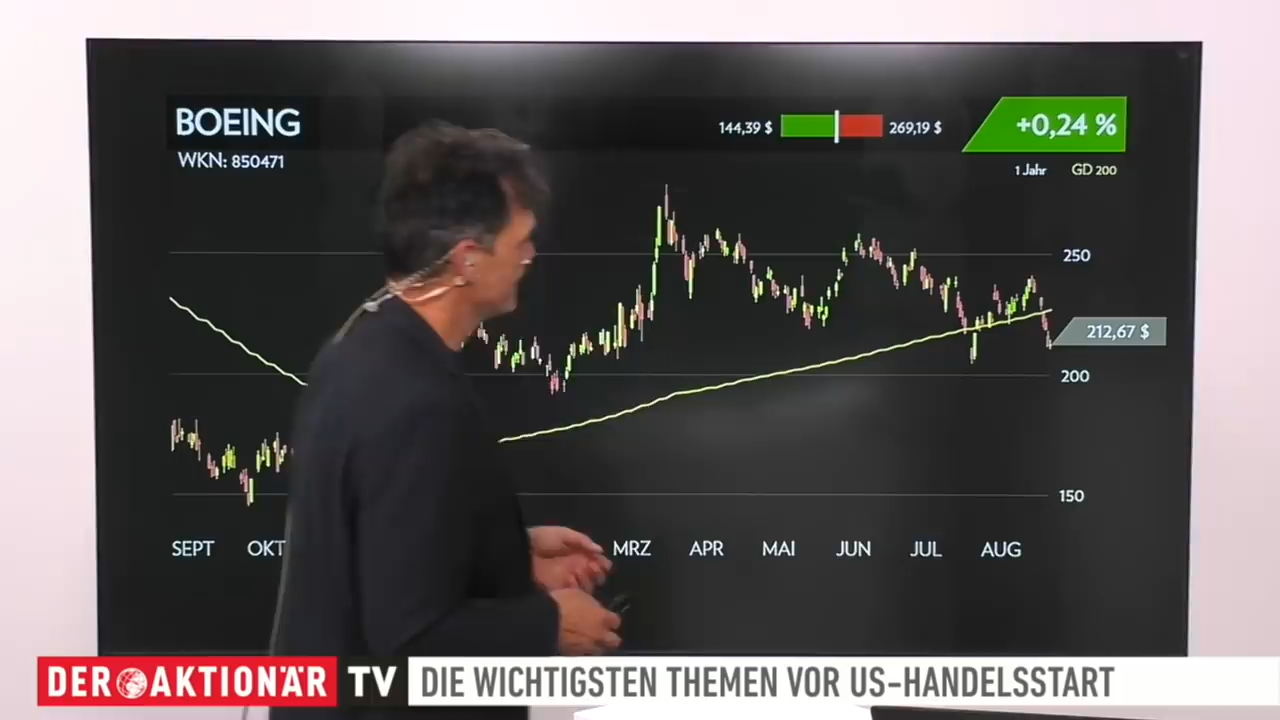 BOEING
WKN: 850471
144,39 $
269,19 $
+0,24 %
1 Jahr GD 200
250
212,67 $
200
150
SEPT OKT MRZ APR MAI JUN JUL AUG
DER AKTIONÄR TV DIE WICHTIGSTEN THEMEN VOR US-HANDELSSTART